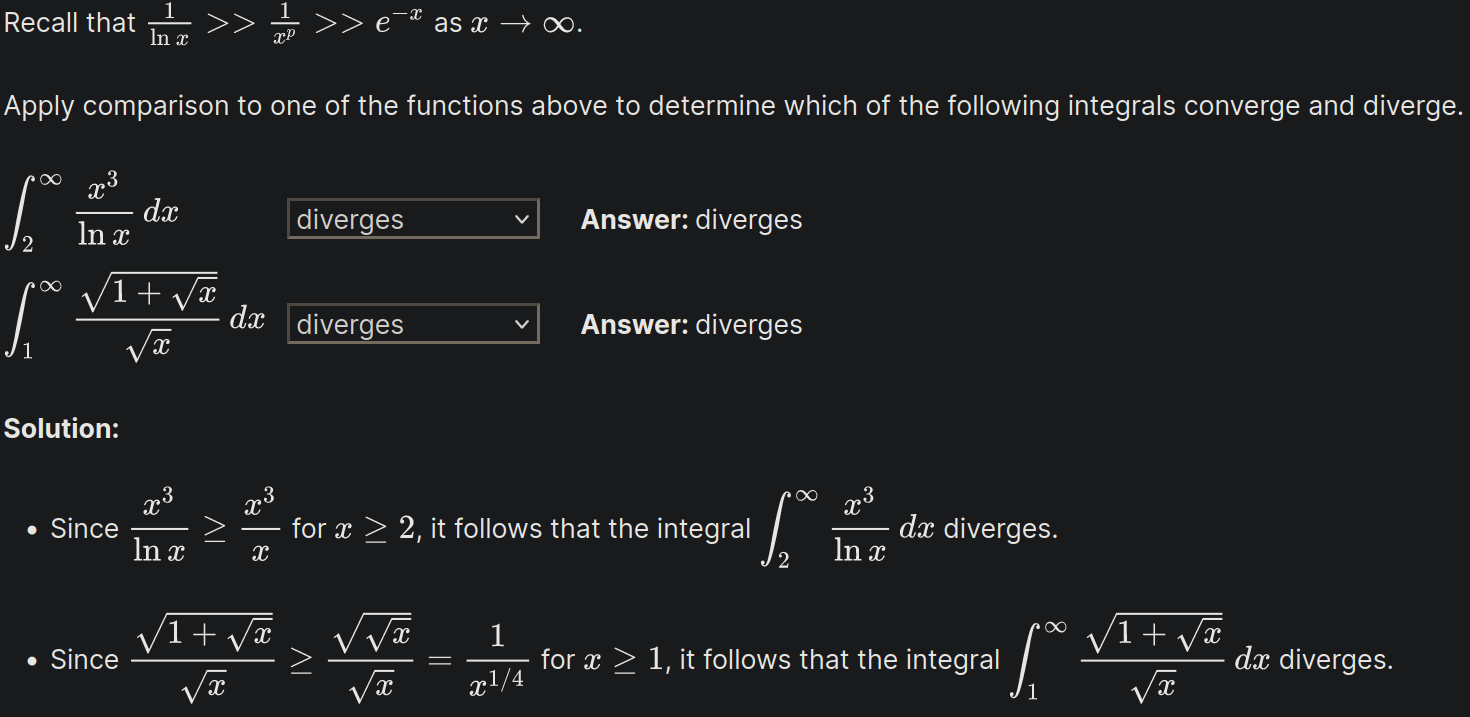 Recall that $\frac{1}{\ln x} >> \frac{1}{x^p} >> e^{-x}$ as $x \to \infty$.
Apply comparison to one of the functions above to determine which of the following integrals converge and diverge.
$\int_2^\infty \frac{x^3}{\ln x} \, dx$ diverges **Answer:** diverges
$\int_1^\infty \frac{\sqrt{1+\sqrt{x}}}{\sqrt{x}} \, dx$ diverges **Answer:** diverges
**Solution:**
• Since $\frac{x^3}{\ln x} \geq \frac{x^3}{x}$ for $x \geq 2$, it follows that the integral $\int_2^\infty \frac{x^3}{\ln x} \, dx$ diverges.
• Since $\frac{\sqrt{1+\sqrt{x}}}{\sqrt{x}} \geq \frac{\sqrt{\sqrt{x}}}{\sqrt{x}} = \frac{1}{x^{1/4}}$ for $x \geq 1$, it follows that the integral $\int_1^\infty \frac{\sqrt{1+\sqrt{x}}}{\sqrt{x}} \, dx$ diverges.